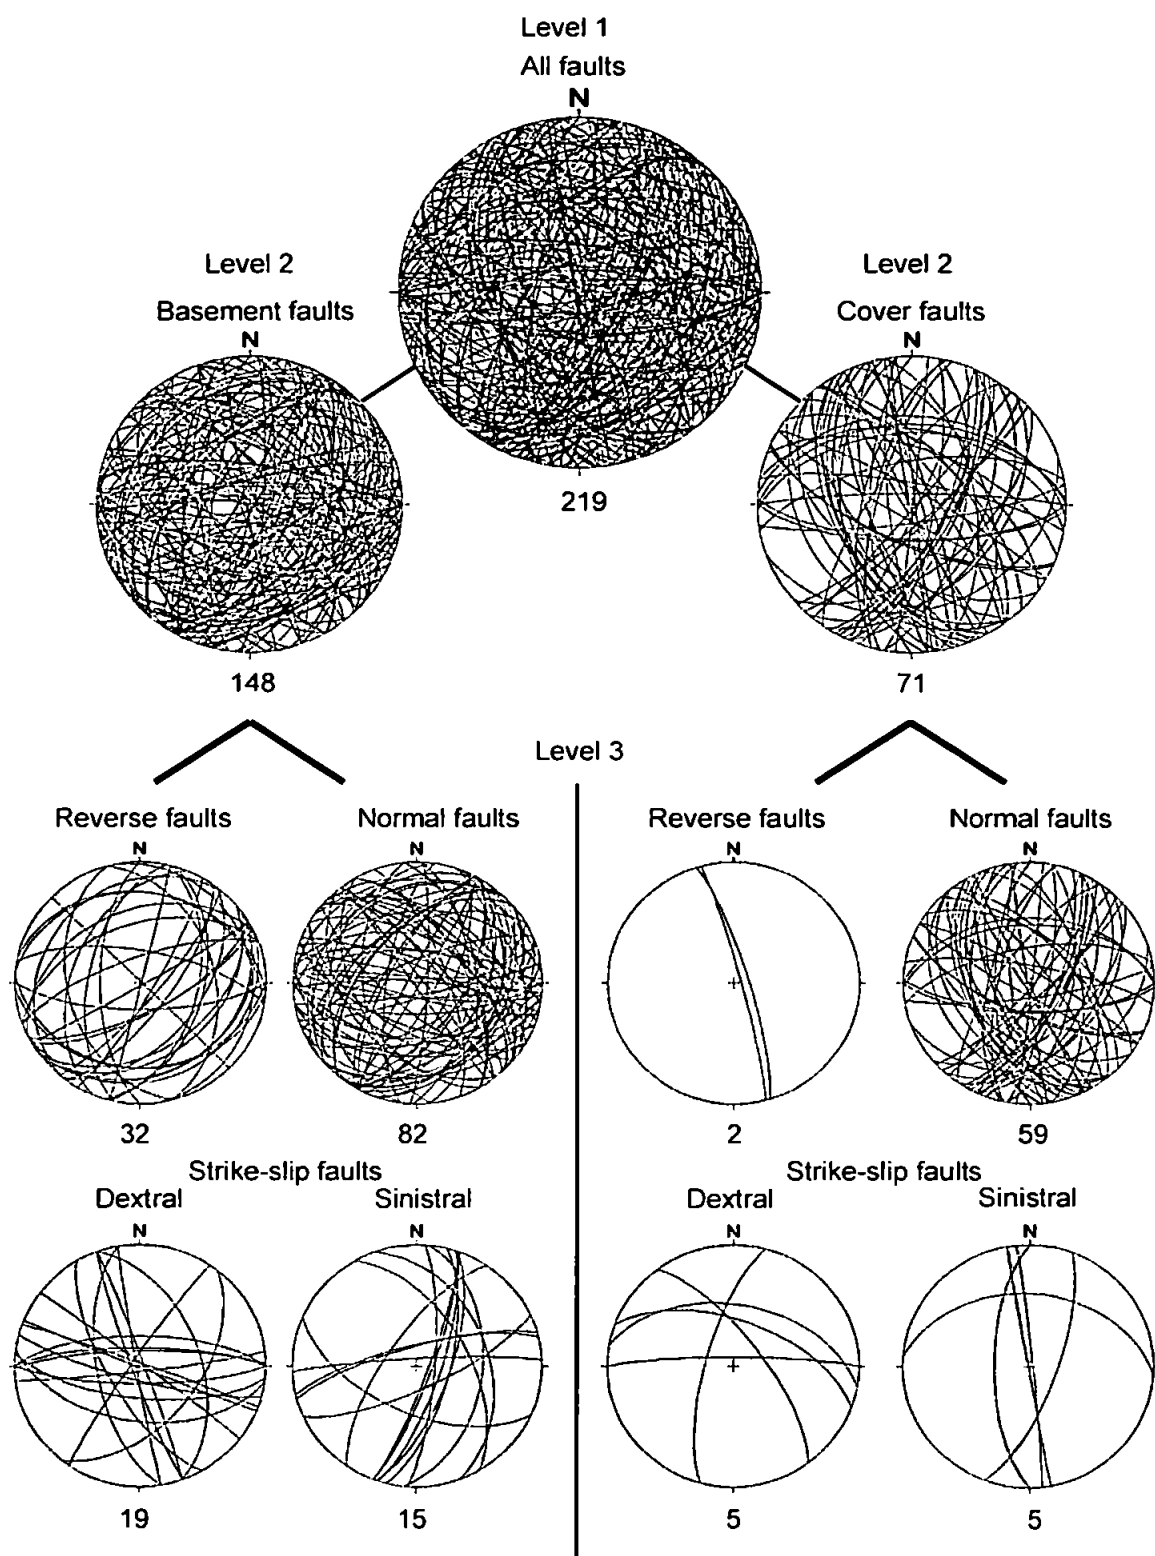 Level 1
All faults
N
Level 2
Basement faults
N
Level 2
Cover faults
N
219
148
71
Level 3
Reverse faults
N
Normal faults
N
Reverse faults
N
Normal faults
N
32
82
2
59
Strike-slip faults
Dextral
N
Sinistral
N
Strike-slip faults
Dextral
N
Sinistral
N
19
15
5
5